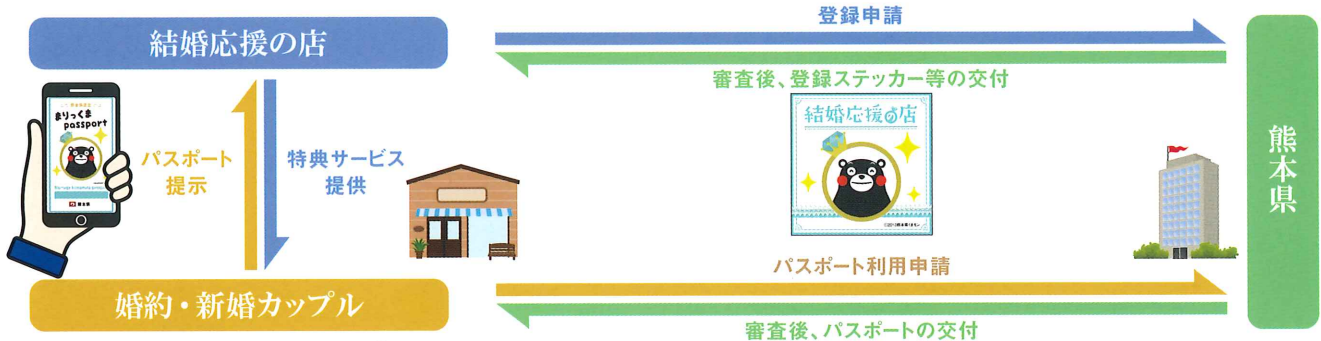 結婚応援の店
登録申請
審査後、登録ステッカー等の交付
まりっくま
passport
結婚応援の店
パスポート
提示
特典サービス
提供
熊本県
熊本県
パスポート利用申請
婚約・新婚カップル
審査後、パスポートの交付